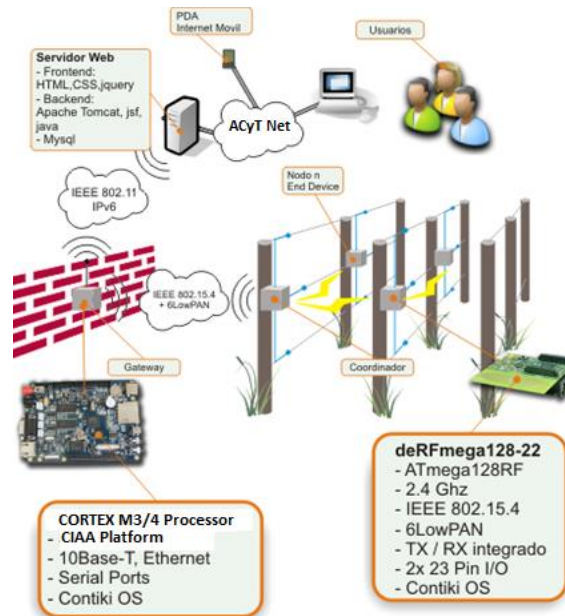 PDA
Internet Movil
Usuarios
Servidor Web
- Frontend:
HTML,CSS,jquery
- Backend:
Apache Tomcat, jsf,
java
- Mysql
ACyT Net
IEEE 802.11
IPv6
Nodo n
End Device
IEEE 802.15.4
+ 6LowPAN
Gateway
Coordinador
CORTEX M3/4 Processor
CIAA Platform
-
- 10Base-T, Ethernet
- Serial Ports
- Contiki OS
deRFmega128-22
- ATmega128RF
- 2.4 Ghz
- IEEE 802.15.4
- 6LowPAN
- TX / RX integrado
- 2x 23 Pin I/O
- Contiki OS